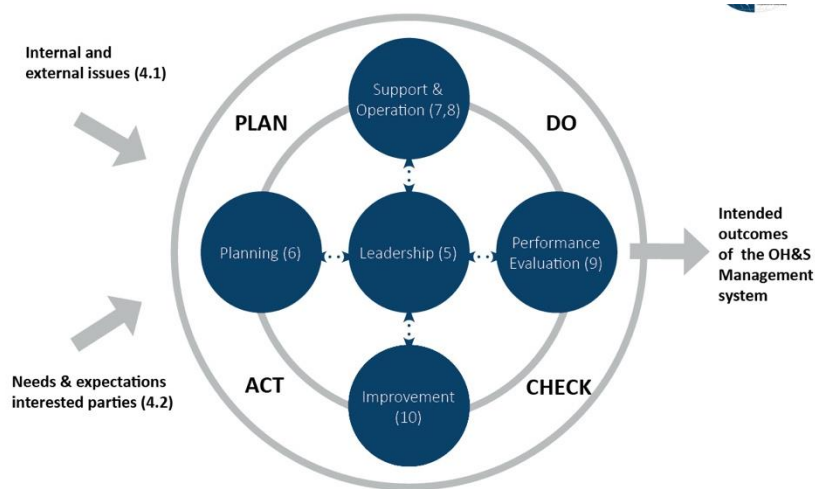 Internal and
external issues (4.1)
Support &
Operation (7,8)
PLAN
DO
Planning (6)
Leadership (5)
Performance
Evaluation (9)
Intended
outcomes
of the OH&S
Management
system
Needs & expectations
interested parties (4.2)
ACT
Improvement
(10)
CHECK